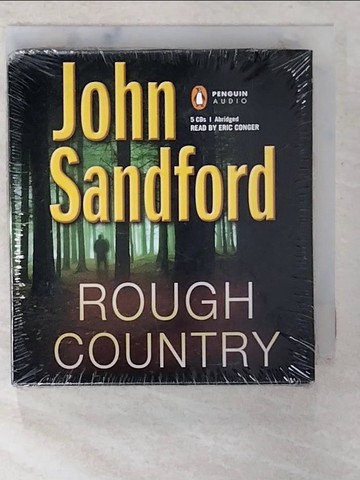 John
Sandford
PENGUIN
AUDIO
5 CDs | Abridged
READ BY ERIC CONGER
ROUGH
COUNTRY